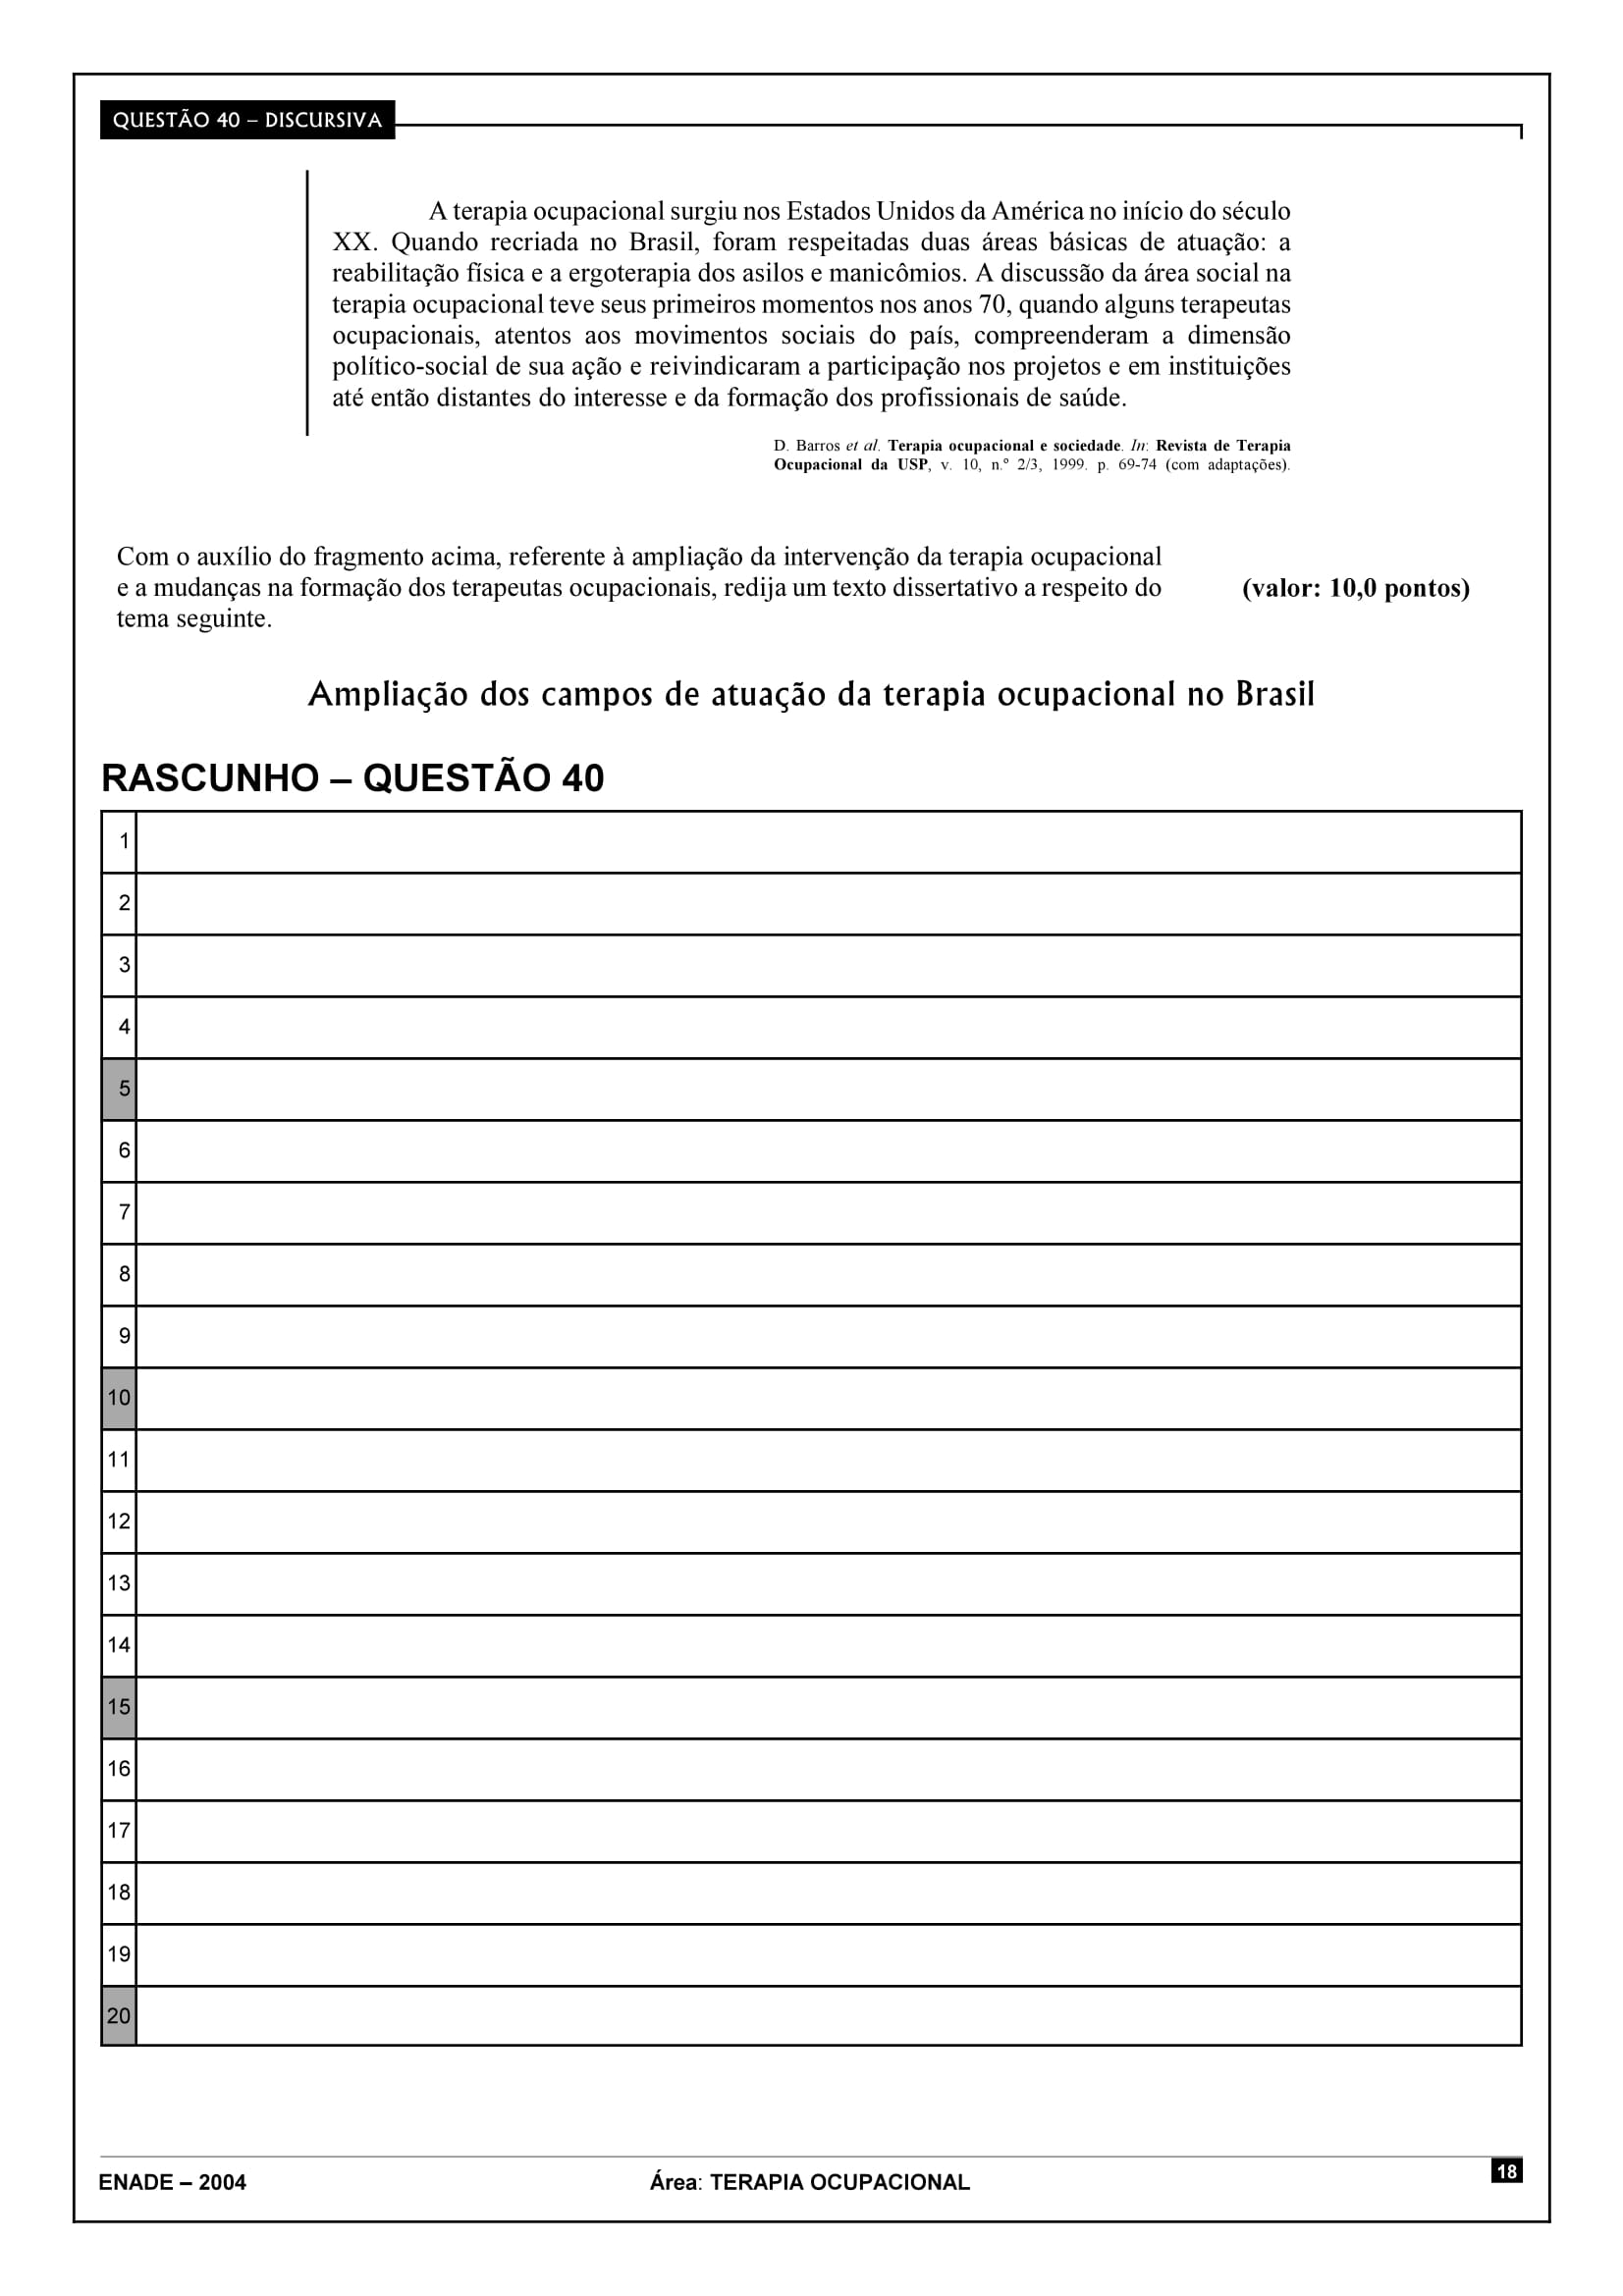 QUESTÃO 40 – DISCURSIVA
A terapia ocupacional surgiu nos Estados Unidos da América no início do século
XX. Quando recriada no Brasil, foram respeitadas duas áreas básicas de atuação: a
reabilitação física e a ergoterapia dos asilos e manicômios. A discussão da área social na
terapia ocupacional teve seus primeiros momentos nos anos 70, quando alguns terapeutas
ocupacionais, atentos aos movimentos sociais do país, compreenderam a dimensão
político-social de sua ação e reivindicaram a participação nos projetos e em instituições
até então distantes do interesse e da formação dos profissionais de saúde.
D. Barros et al. Terapia ocupacional e sociedade. In: Revista de Terapia
Ocupacional da USP, v. 10, n.º 2/3, 1999. p. 69-74 (com adaptações).
Com o auxílio do fragmento acima, referente à ampliação da intervenção da terapia ocupacional
e a mudanças na formação dos terapeutas ocupacionais, redija um texto dissertativo a respeito do
tema seguinte.
(valor: 10,0 pontos)
Ampliação dos campos de atuação da terapia ocupacional no Brasil
RASCUNHO – QUESTÃO 40
1
2
3
4
5
6
7
8
9
10
11
12
13
14
15
16
17
18
19
20
ENADE – 2004
Área: TERAPIA OCUPACIONAL
18